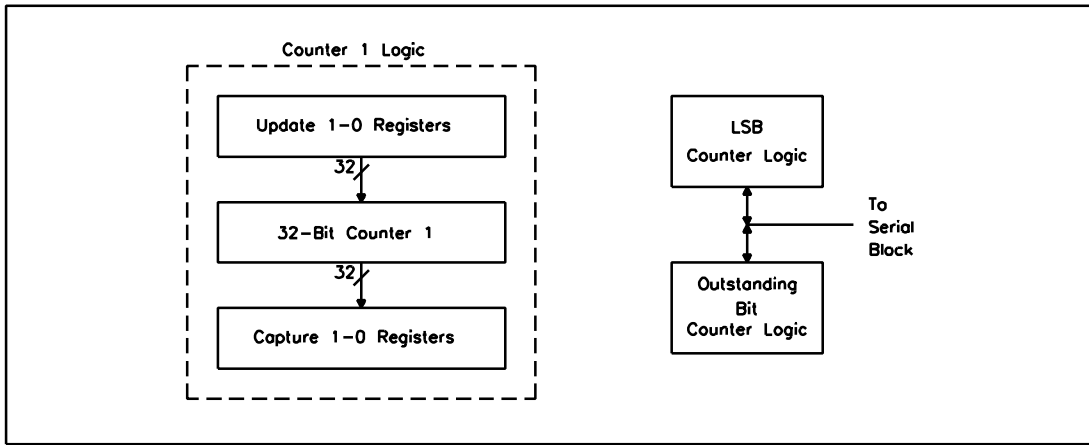 Counter 1 Logic
Update 1-0 Registers
32
32-Bit Counter 1
32
Capture 1-0 Registers
LSB
Counter Logic
To
Serial
Block
Outstanding
Bit
Counter Logic